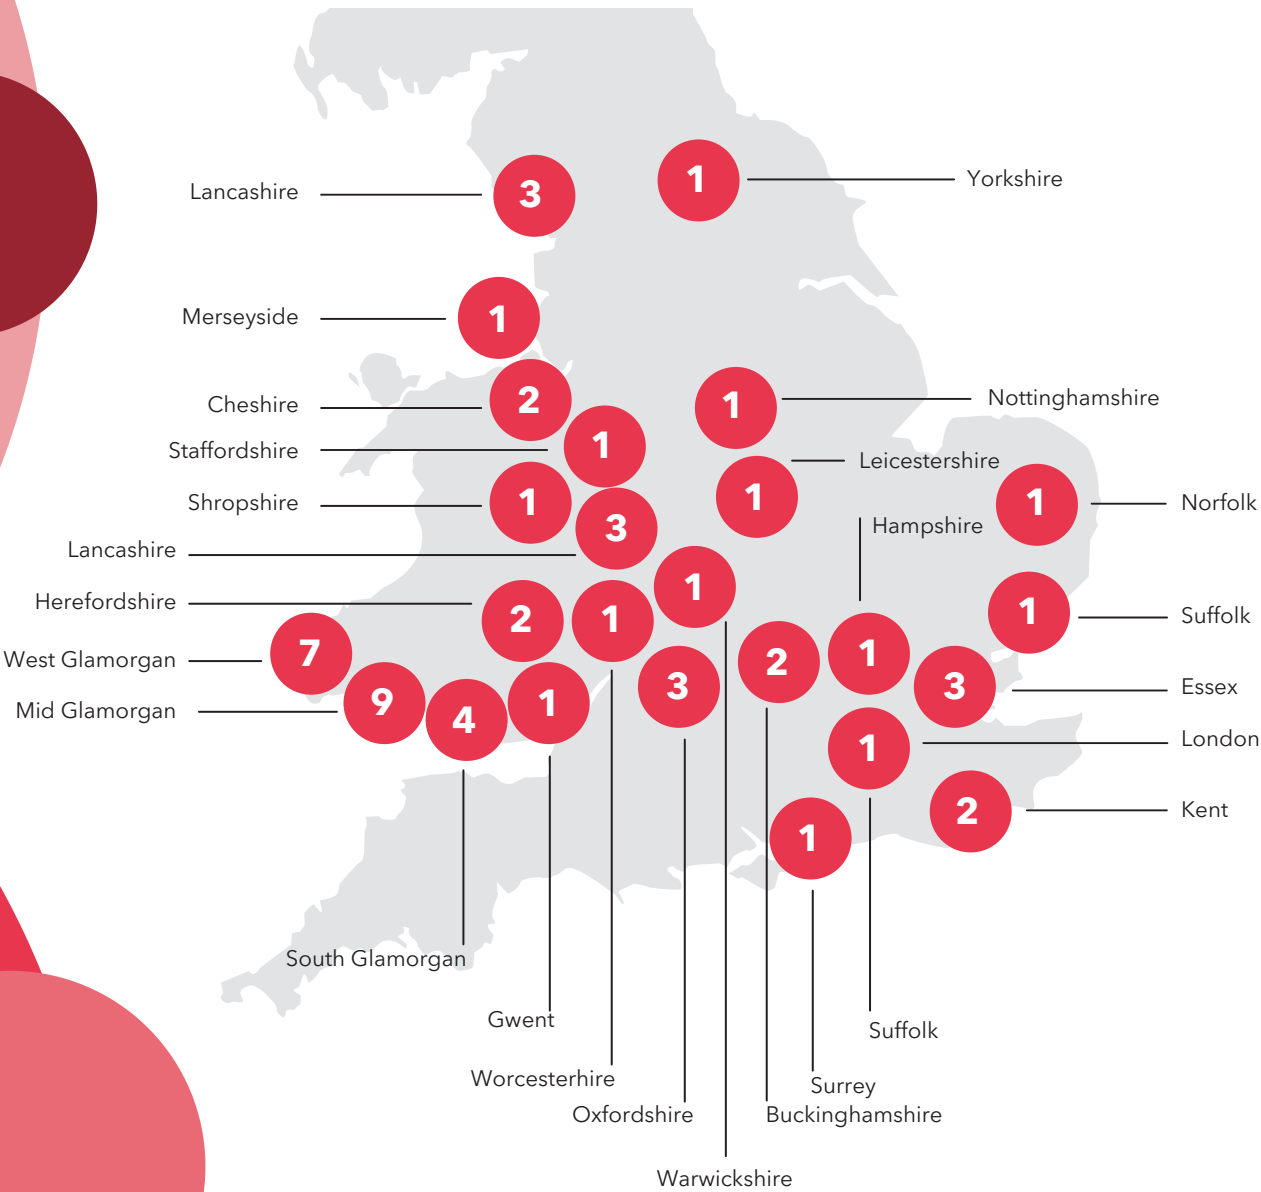 Lancashire
3
1
Yorkshire
Merseyside
1
Cheshire
2
1
Nottinghamshire
Staffordshire
1
Leicestershire
1
Shropshire
1
1
Norfolk
Hampshire
Lancashire
3
1
Herefordshire
2
1
1
Suffolk
West Glamorgan
7
2
1
3
Essex
Mid Glamorgan
9
4
1
3
1
London
2
Kent
1
South Glamorgan
Gwent
Suffolk
Worcesterhire
Surrey
Oxfordshire
Buckinghamshire
Warwickshire